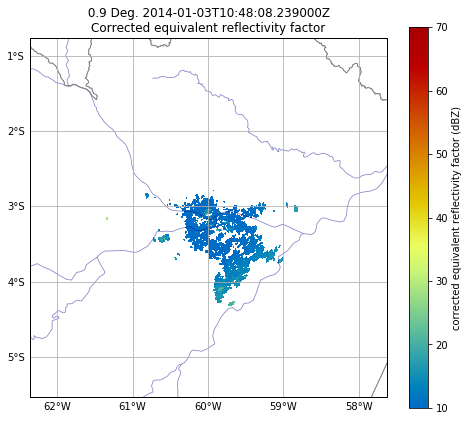 0.9 Deg. 2014-01-03T10:48:08.239000Z
Corrected equivalent reflectivity factor
1°S
2°S
3°S
4°S
5°S
62°W
61°W
60°W
59°W
58°W
70
60
50
40
30
20
10
corrected equivalent reflectivity factor (dBZ)